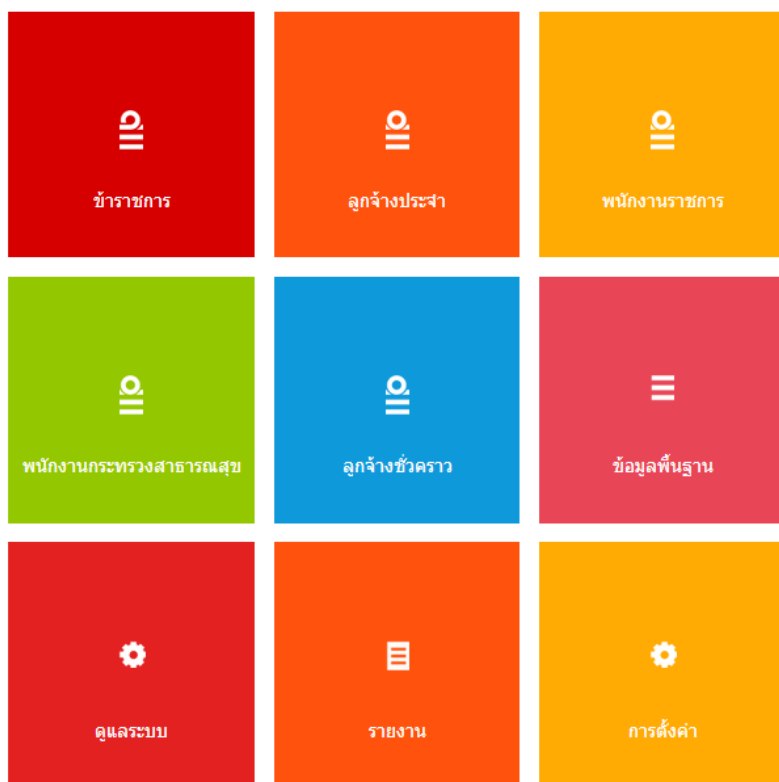 ข้าราชการ
ลูกจ้างประจำ
พนักงานราชการ
พนักงานกระทรวงสาธารณสุข
ลูกจ้างชั่วคราว
ข้อมูลพื้นฐาน
ดูแลระบบ
รายงาน
การตั้งค่า